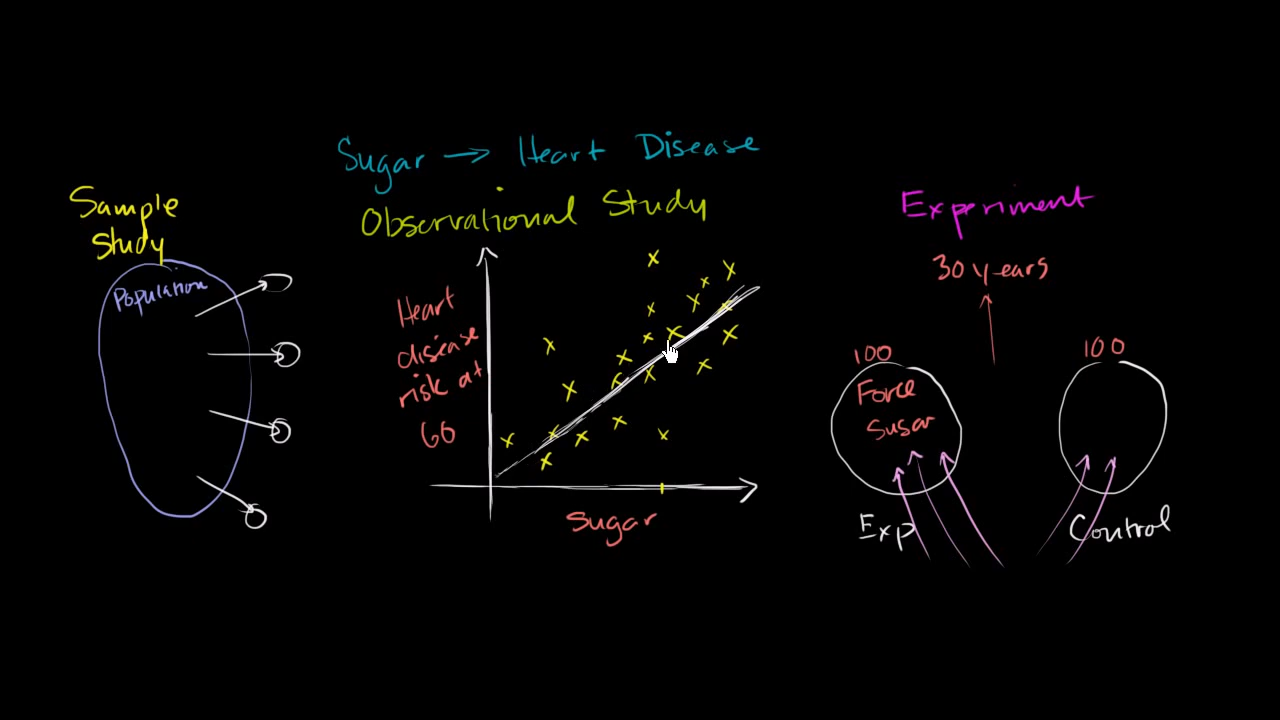 Sugar → Heart Disease
Sample
Study
Population
Observational Study
Heart
disease
risk at
60
Sugar
Experiment
30 years
100
Force
Sugar
Exp
100
Control